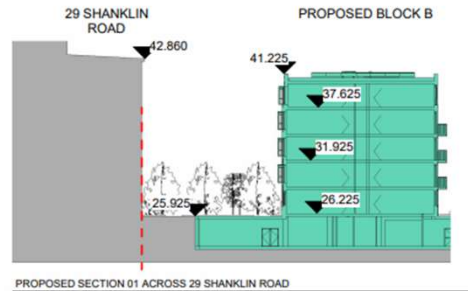 29 SHANKLIN
ROAD
PROPOSED BLOCK B
42.860
41.225
37.625
31.925
25.925
26.225
PROPOSED SECTION 01 ACROSS 29 SHANKLIN ROAD